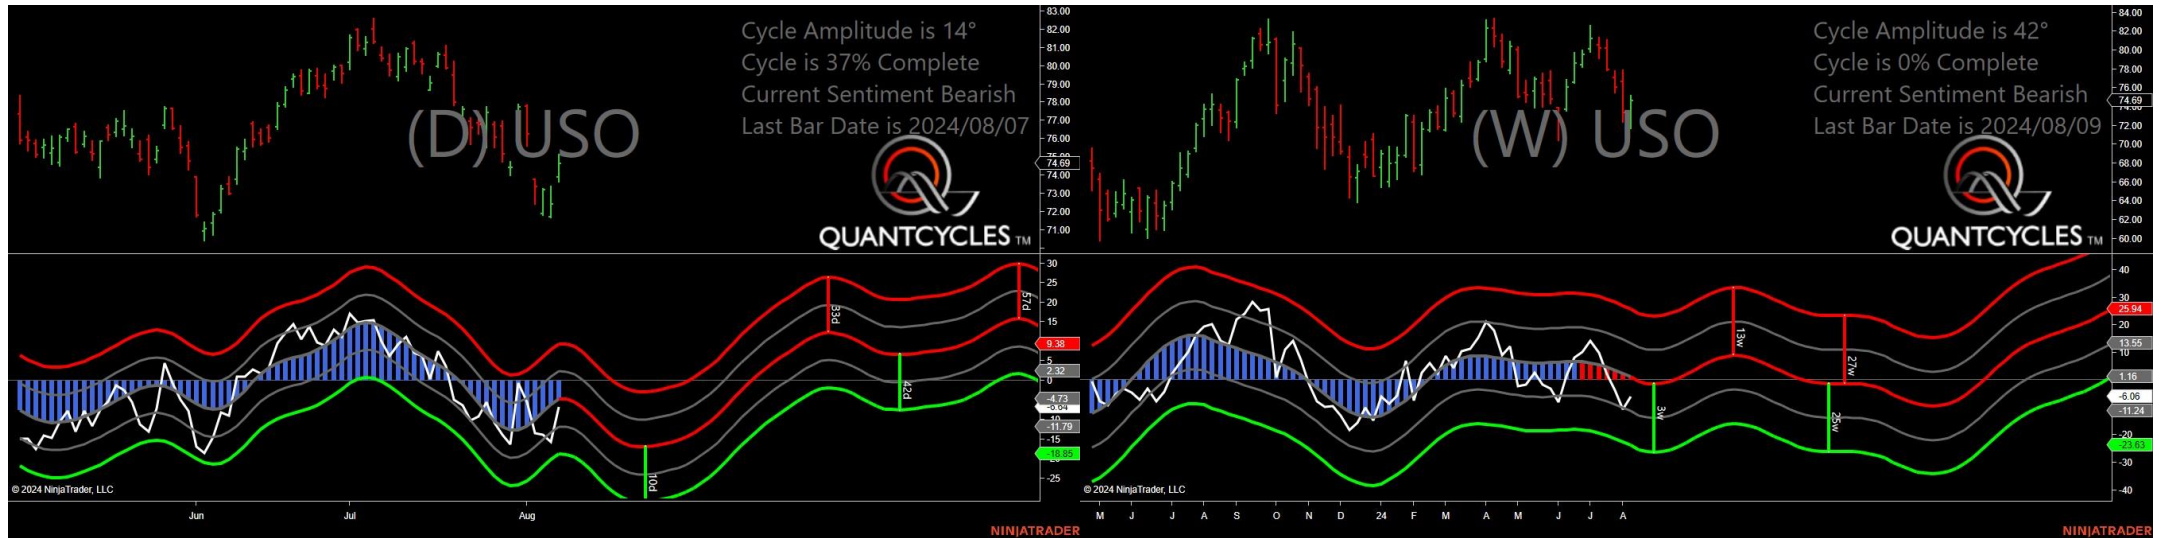 Cycle Amplitude is 14°
Cycle is 37% Complete
Current Sentiment Bearish
Last Bar Date is 2024/08/07
(D) USO
QUANTCYCLES TM
83.00
82.00
81.00
80.00
79.00
78.00
77.00
76.00
74.69
74.00
73.00
72.00
71.00
30
25
20
15
9.38
5
2.32
0
-4.73
-11.79
-15
-18.85
-25
33d
57d
42d
10d
© 2024 NinjaTrader, LLC
Jun
Jul
Aug
NINJATRADER
Cycle Amplitude is 42°
Cycle is 0% Complete
Current Sentiment Bearish
Last Bar Date is 2024/08/09
(W) USO
QUANTCYCLES TM
84.00
82.00
80.00
78.00
76.00
74.69
72.00
70.00
68.00
66.00
64.00
62.00
60.00
40
30
25.94
20
13.55
10
1.16
-6.06
-11.24
-20
-23.63
-30
-40
13w
27w
3w
25w
© 2024 NinjaTrader, LLC
M J J A S O N D 24 F M A M J J A
NINJATRADER